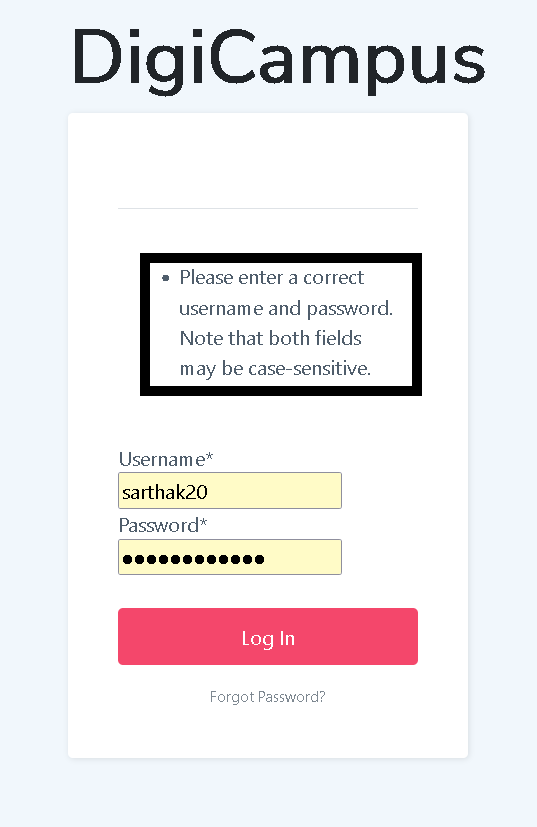 DigiCampus
• Please enter a correct
username and password.
Note that both fields
may be case-sensitive.
Username*
sarthak20
Password*
••••••••••••
Log In
Forgot Password?